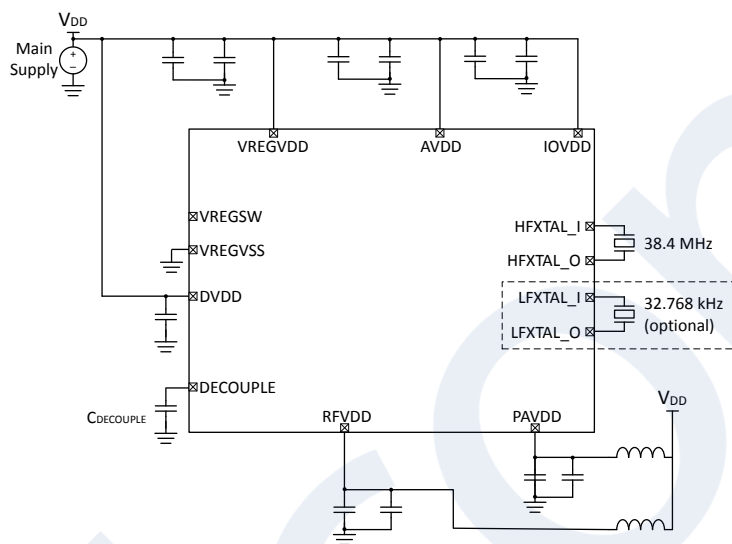 VDD
Main
Supply
+
−
VREGVDD
AVDD
IOVDD
VREGSW
VREGVSS
DVDD
DECOUPLE
CDECOUPLE
HFXTAL_I
HFXTAL_O
38.4 MHz
LFXTAL_I
LFXTAL_O
32.768 kHz
(optional)
RFVDD
PAVDD
VDD